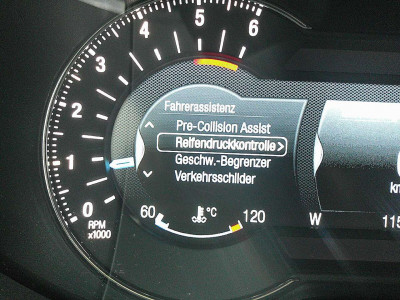 6
5
4
3
2
1
0
RPM
x1000
Fahrerassistenz
Pre-Collision Assist
Reifendruckkontrolle
Geschw.-Begrenzer
Verkehrsschilder
60 °C 120
W 115